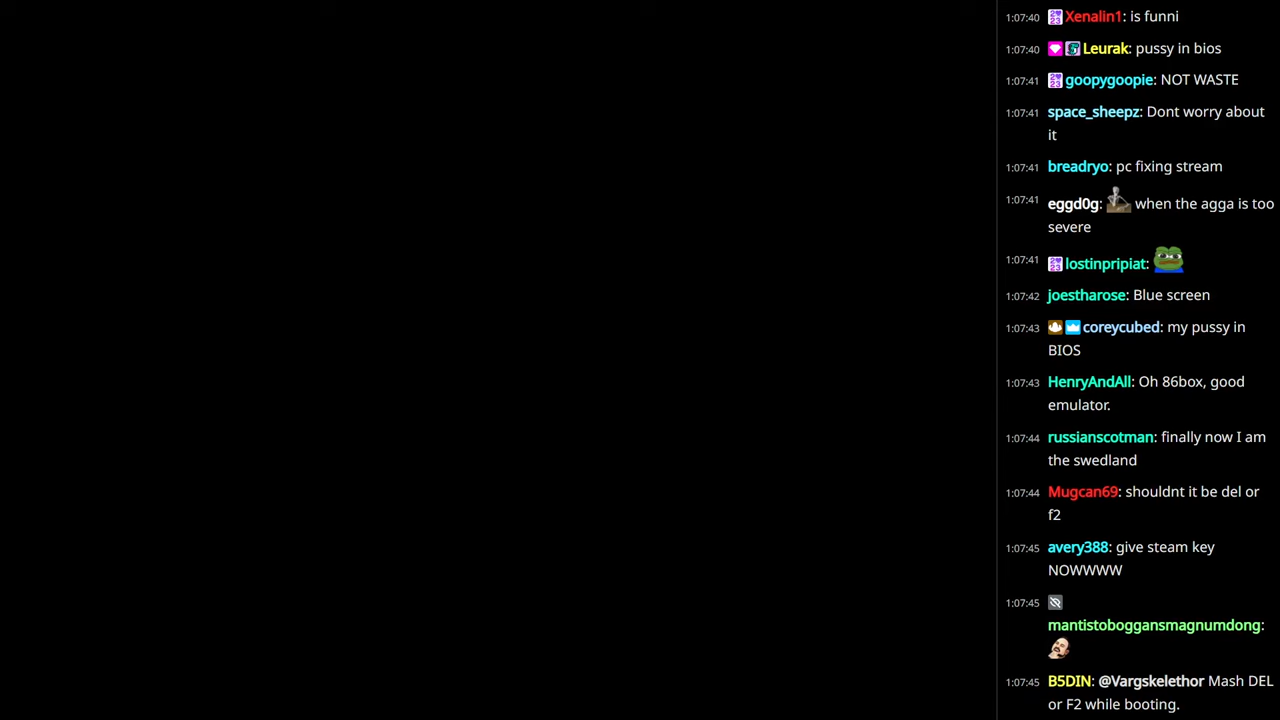 1:07:40 Xenalin1: is funni
1:07:40 Leurak: pussy in bios
1:07:41 goopygoopie: NOT WASTE
1:07:41 space_sheepz: Dont worry about
it
1:07:41 breadryo: pc fixing stream
1:07:41 eggd0g: when the agga is too
severe
1:07:41 lostinpripiat:
1:07:42 joestharose: Blue screen
1:07:43 coreycubed: my pussy in
BIOS
1:07:43 HenryAndAll: Oh 86box, good
emulator.
1:07:44 russianscotman: finally now I am
the swedland
1:07:44 Mugcan69: shouldnt it be del or
f2
1:07:45 avery388: give steam key
NOWWWW
1:07:45
mantistoboggansmagnumdong:
1:07:45 B5DIN: @Vargskelethor Mash DEL
or F2 while booting.